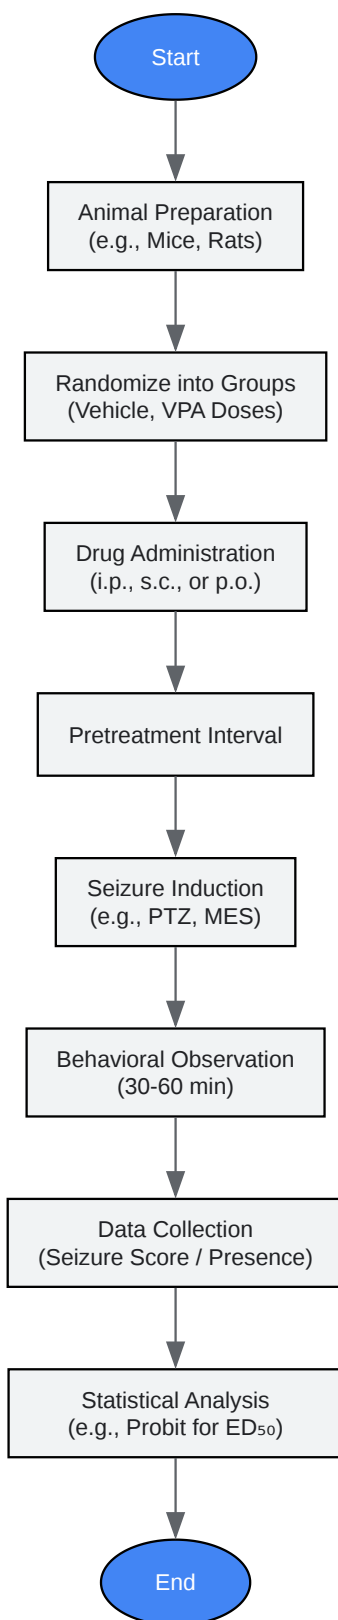 Start
Animal Preparation
(e.g., Mice, Rats)
Randomize into Groups
(Vehicle, VPA Doses)
Drug Administration
(i.p., s.c., or p.o.)
Pretreatment Interval
Seizure Induction
(e.g., PTZ, MES)
Behavioral Observation
(30-60 min)
Data Collection
(Seizure Score / Presence)
Statistical Analysis
(e.g., Probit for ED₅₀)
End